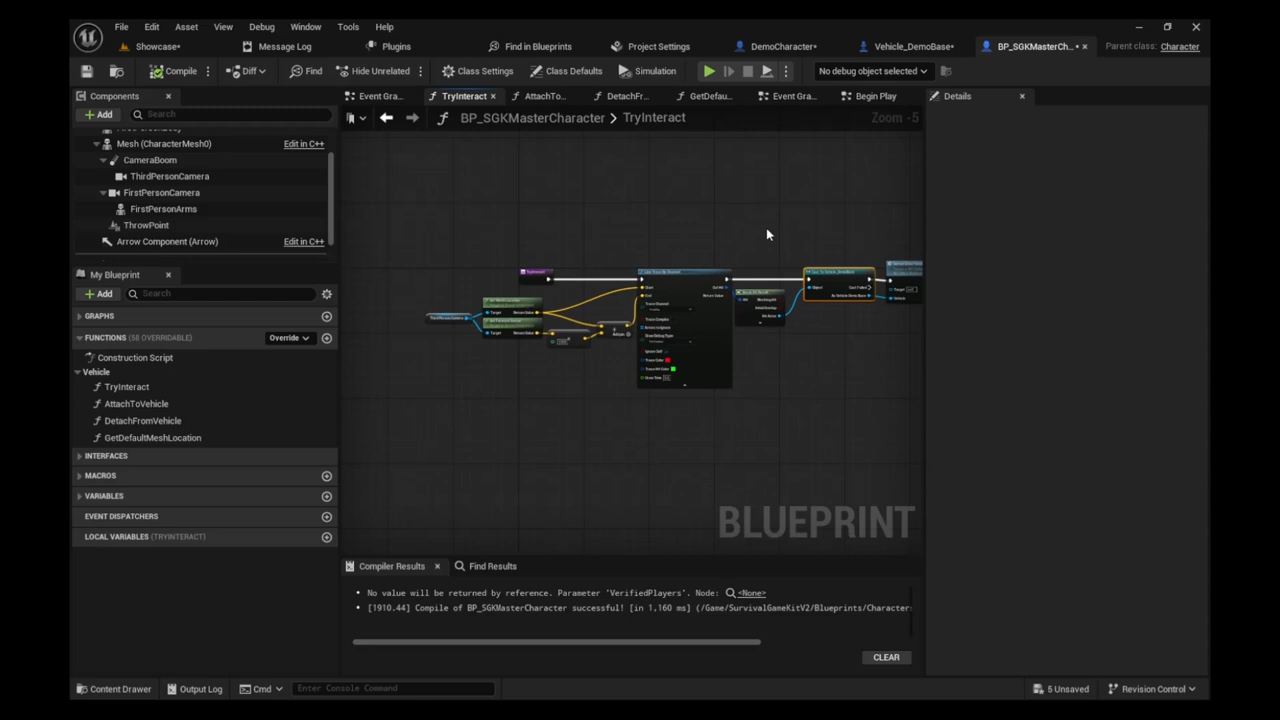 File Edit Asset View Debug Window Tools Help
Showcase* Message Log Plugins Find in Blueprints Project Settings DemoCharacter* Vehicle_DemoBase* BP_SGKMasterCh... * Parent class: Character
Compile Diff Find Hide Unrelated Class Settings Class Defaults Simulation No debug object selected
Components Event Gra... TryInteract AttachTo... DetachFr... GetDefau... Event Gra... Begin Play Details
Add Search BP_SGKMasterCharacter > TryInteract Zoom -5
Mesh (CharacterMesh0) Edit in C++
CameraBoom
ThirdPersonCamera
FirstPersonCamera
FirstPersonArms
ThrowPoint
Arrow Component (Arrow) Edit in C++
My Blueprint
Add Search
GRAPHS
FUNCTIONS (58 OVERRIDABLE) Override
Construction Script
Vehicle
TryInteract
AttachToVehicle
DetachFromVehicle
GetDefaultMeshLocation
INTERFACES
MACROS
VARIABLES
EVENT DISPATCHERS
LOCAL VARIABLES (TRYINTERACT)
BLUEPRINT
Compiler Results Find Results
No value will be returned by reference. Parameter 'VerifiedPlayers'. Node: <None>
[1910.44] Compile of BP_SGKMasterCharacter successful! [in 1,160 ms] (/Game/SurvivalGameKitV2/Blueprints/Character
CLEAR
Content Drawer Output Log Cmd Enter Console Command 5 Unsaved Revision Control